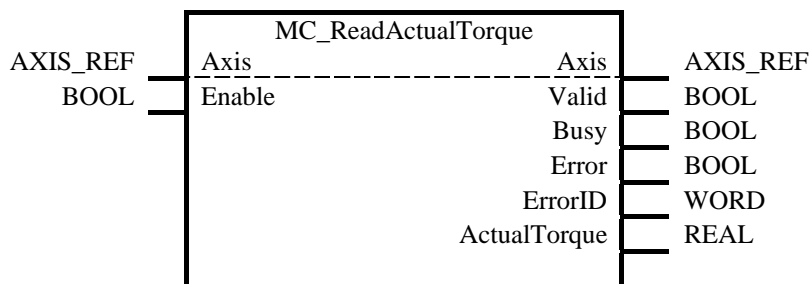 MC_ReadActualTorque
AXIS_REF Axis Axis AXIS_REF
BOOL Enable Valid BOOL
Busy BOOL
Error BOOL
ErrorID WORD
ActualTorque REAL